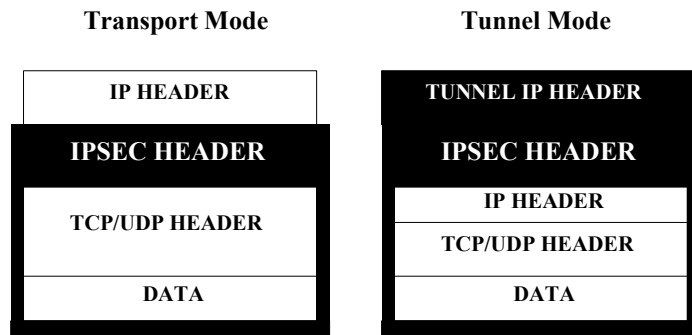 Transport Mode
IP HEADER
IPSEC HEADER
TCP/UDP HEADER
DATA
Tunnel Mode
TUNNEL IP HEADER
IPSEC HEADER
IP HEADER
TCP/UDP HEADER
DATA